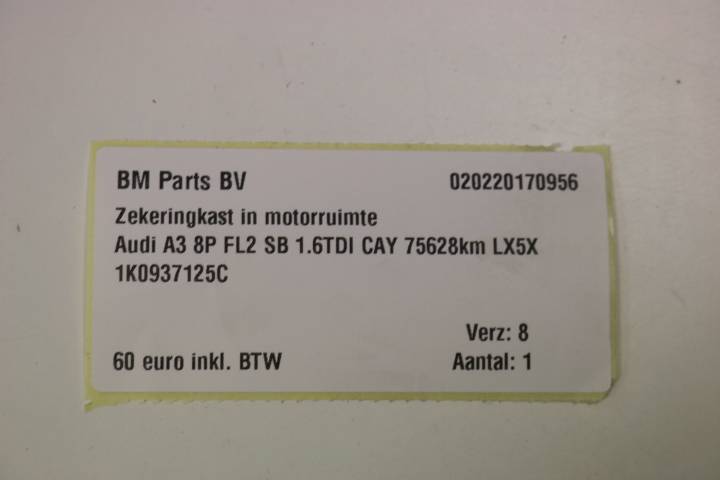 BM Parts BV 020220170956
Zekeringkast in motorruimte
Audi A3 8P FL2 SB 1.6TDI CAY 75628km LX5X
1K0937125C
Verz: 8
60 euro inkl. BTW Aantal: 1